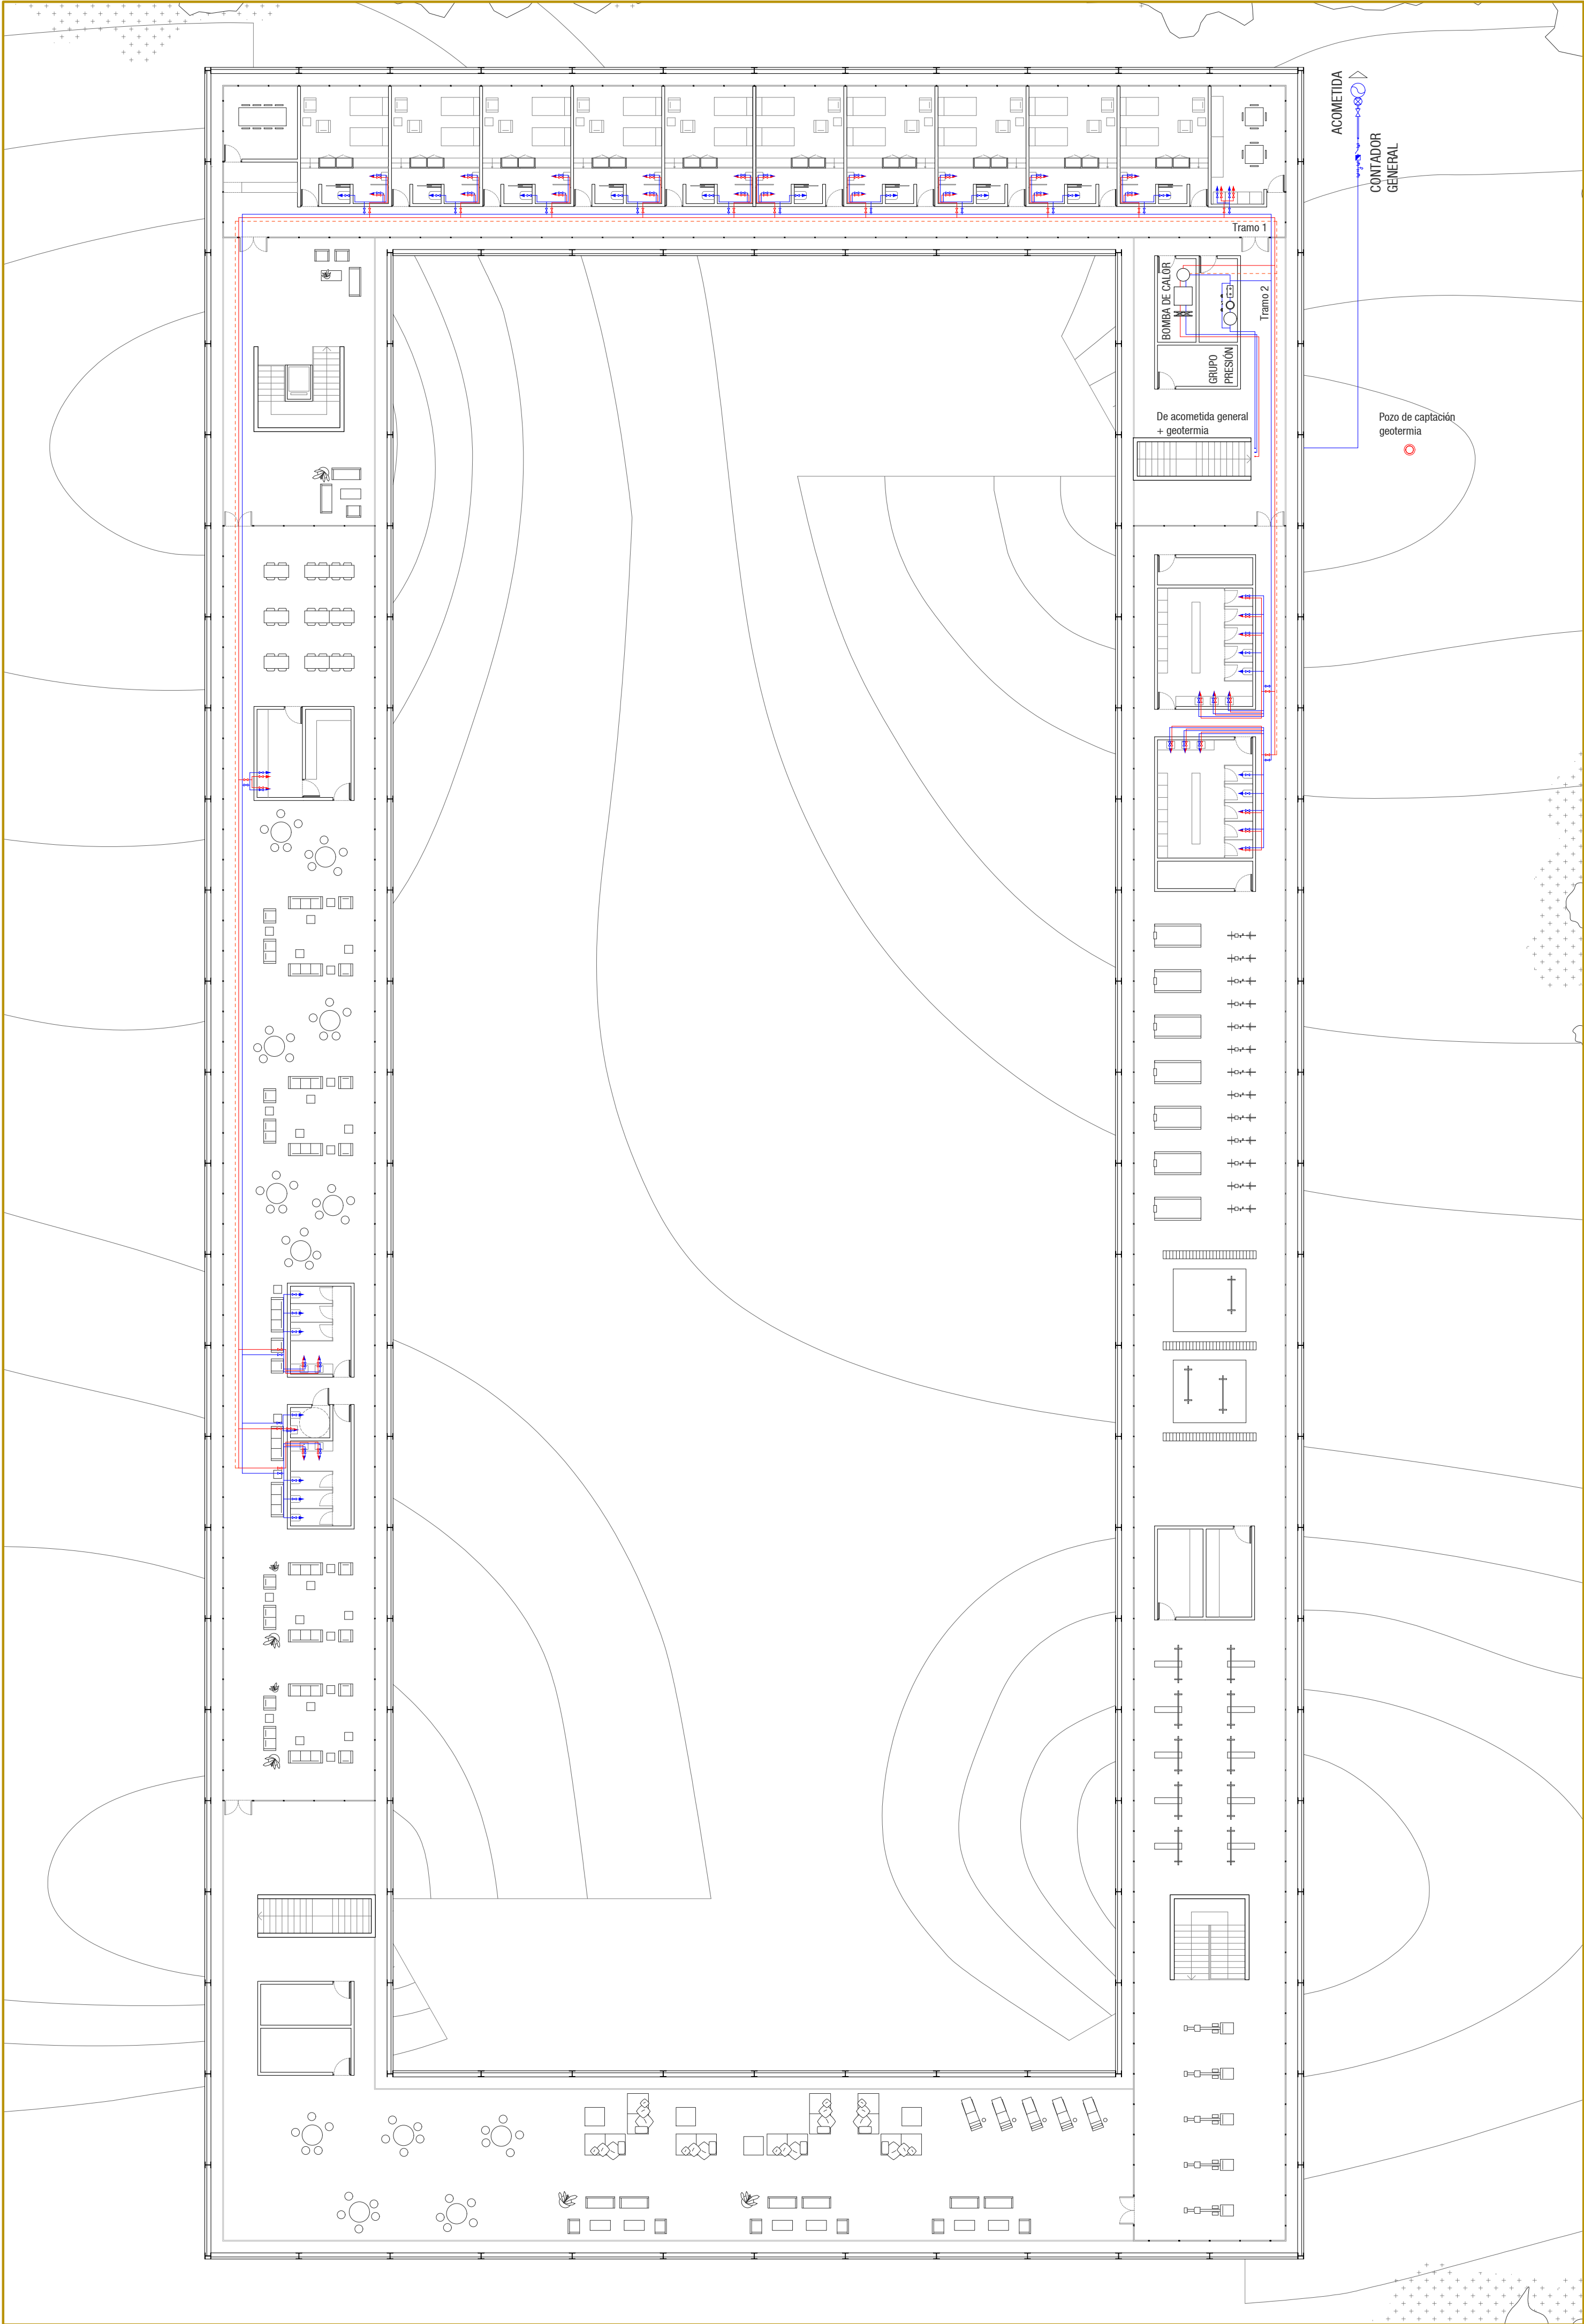 ACOMETIDA
CONTADOR
GENERAL
Tramo 1
BOMBA DE CALOR
Tramo 2
GRUPO
PRESIÓN
De acometida general
+ geotermia
Pozo de captación
geotermia